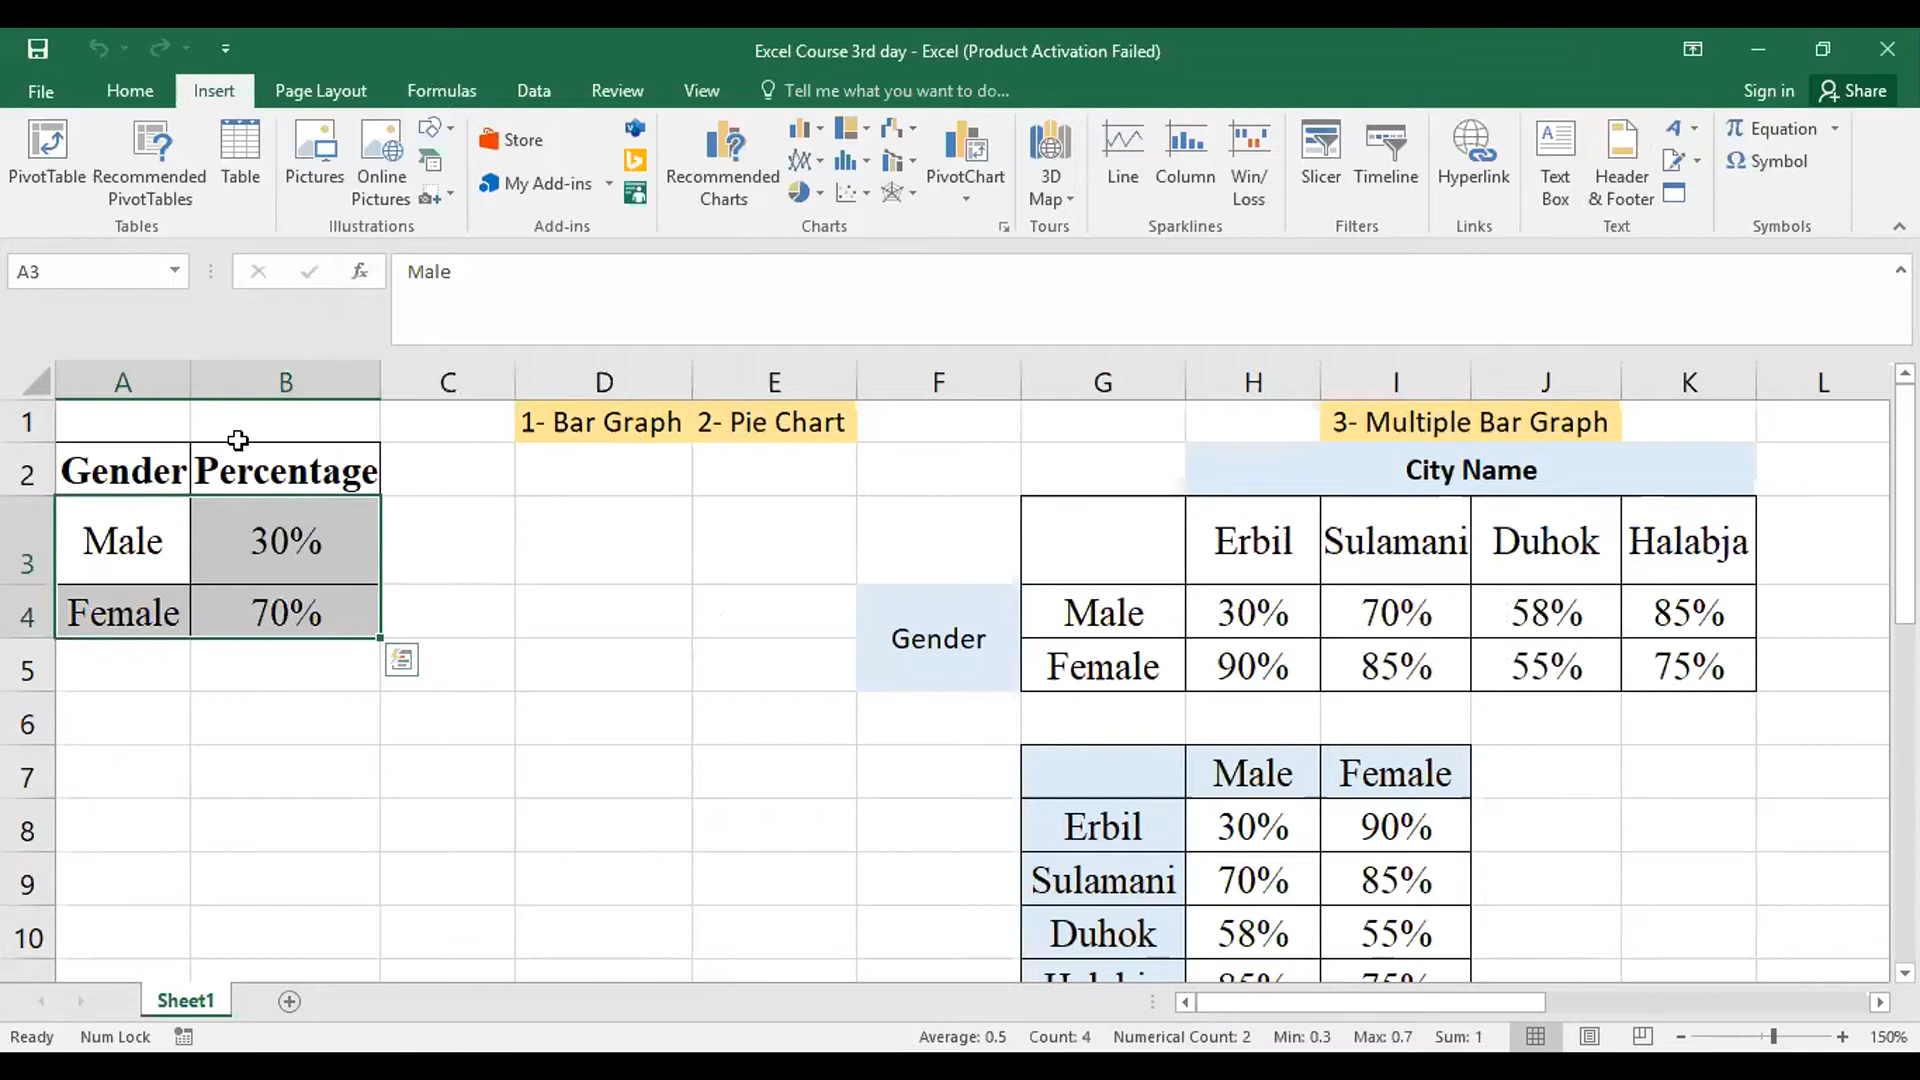 Excel Course 3rd day - Excel (Product Activation Failed)
File Home Insert Page Layout Formulas Data Review View Tell me what you want to do... Sign in Share
PivotTable Recommended PivotTables Table
Tables
Pictures Online Pictures
Illustrations
Store
My Add-ins
Add-ins
Recommended Charts PivotChart
Charts
3D Map
Tours
Line Column Win/ Loss
Sparklines
Slicer Timeline
Filters
Hyperlink
Links
Text Box Header & Footer
Text
Equation
Symbol
Symbols
A3 fx Male
A B C D E F G H I J K L
1 1- Bar Graph 2- Pie Chart 3- Multiple Bar Graph
2 Gender Percentage City Name
3 Male 30% Erbil Sulamani Duhok Halabja
4 Female 70% Male 30% 70% 58% 85%
Gender
5 Female 90% 85% 55% 75%
6
7 Male Female
8 Erbil 30% 90%
9 Sulamani 70% 85%
10 Duhok 58% 55%
Sheet1
Ready Num Lock Average: 0.5 Count: 4 Numerical Count: 2 Min: 0.3 Max: 0.7 Sum: 1 150%